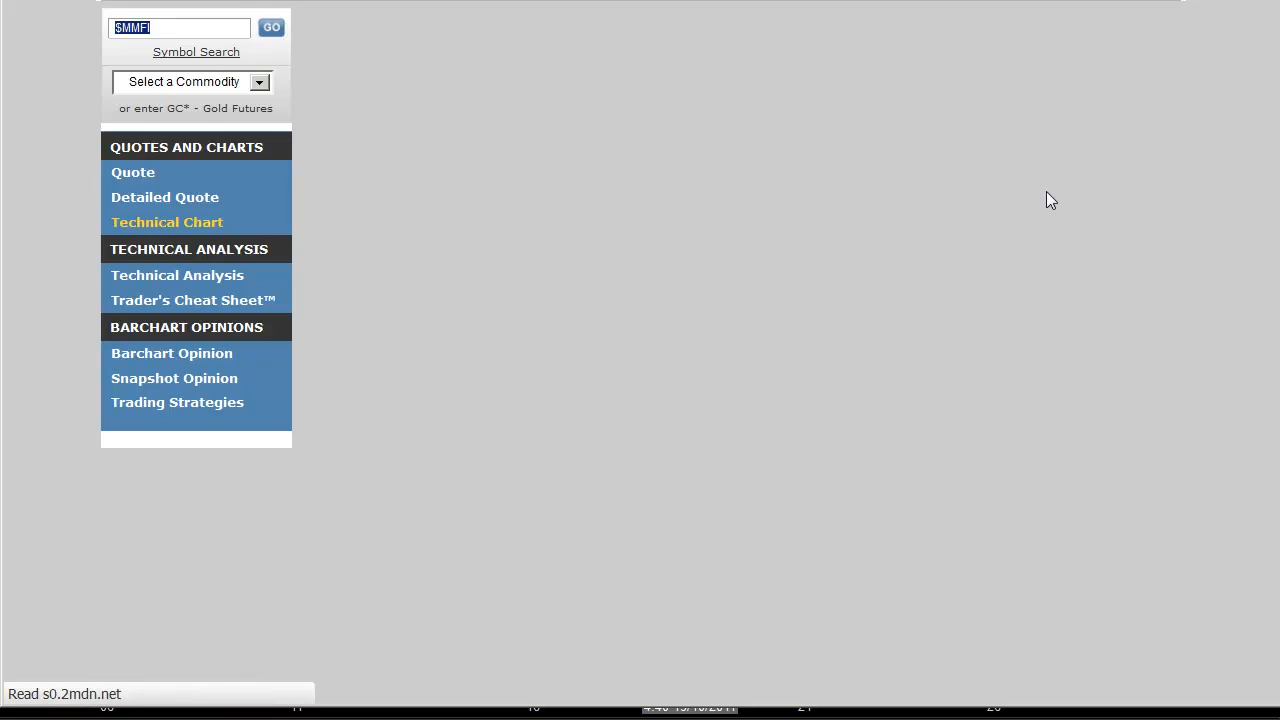 $MMFI
GO
Symbol Search
Select a Commodity
or enter GC* - Gold Futures
QUOTES AND CHARTS
Quote
Detailed Quote
Technical Chart
TECHNICAL ANALYSIS
Technical Analysis
Trader's Cheat Sheet™
BARCHART OPINIONS
Barchart Opinion
Snapshot Opinion
Trading Strategies
Read s0.2mdn.net